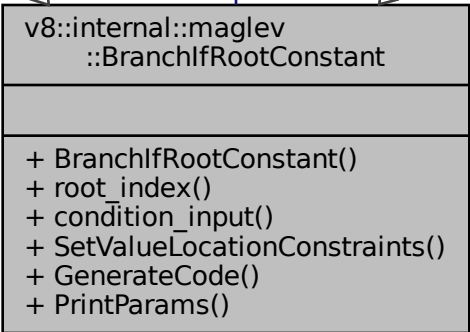 v8::internal::maglev
::BranchIfRootConstant
+ BranchIfRootConstant()
+ root_index()
+ condition_input()
+ SetValueLocationConstraints()
+ GenerateCode()
+ PrintParams()